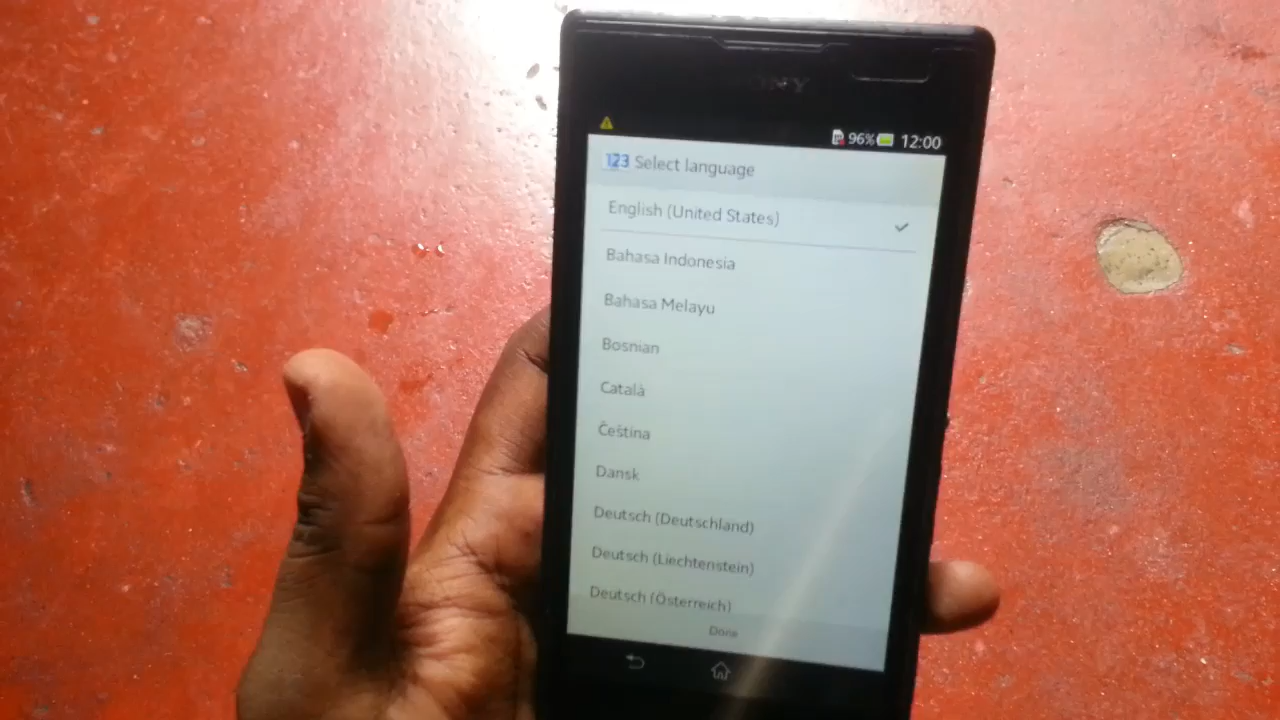 SONY
96% 12:00
123 Select language
English (United States)
Bahasa Indonesia
Bahasa Melayu
Bosnian
Català
Čeština
Dansk
Deutsch (Deutschland)
Deutsch (Liechtenstein)
Deutsch (Österreich)
Done